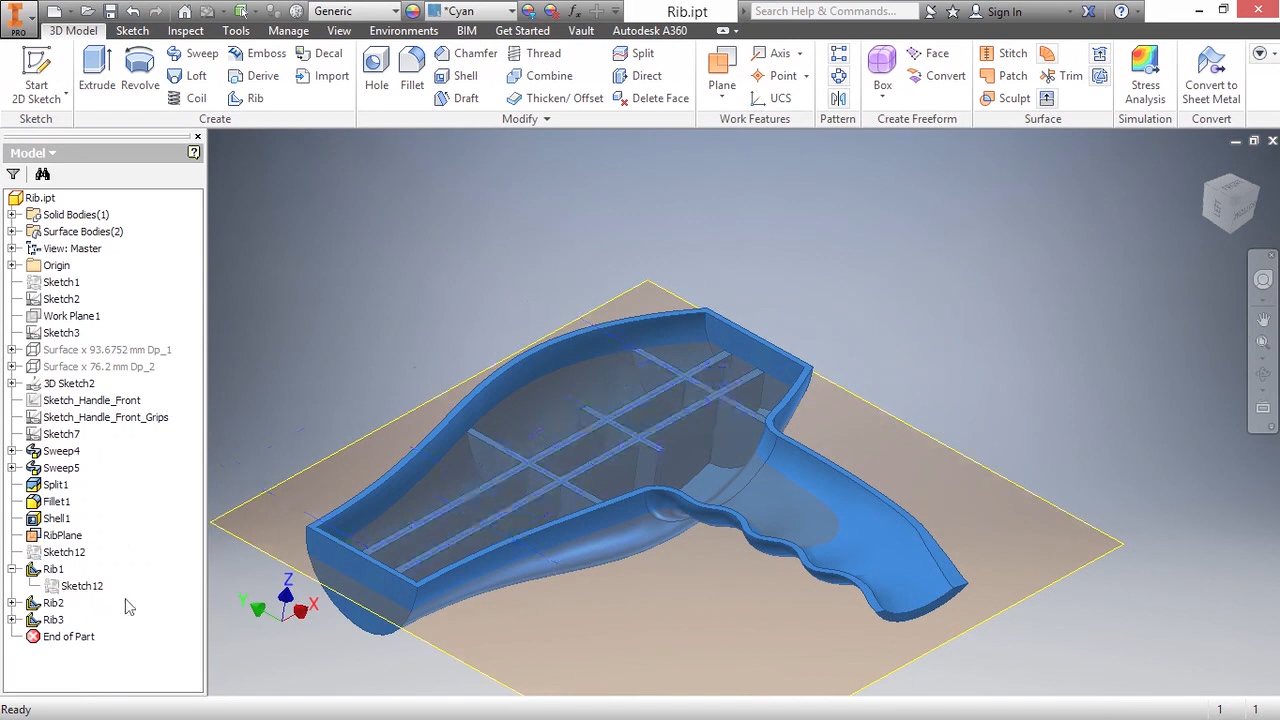 PRO
Generic
*Cyan
fx
Rib.ipt
Search Help & Commands...
Sign In
3D Model
Sketch
Inspect
Tools
Manage
View
Environments
BIM
Get Started
Vault
Autodesk A360
Start
2D Sketch
Extrude
Revolve
Sweep
Loft
Coil
Emboss
Derive
Rib
Decal
Import
Hole
Fillet
Chamfer
Shell
Draft
Thread
Combine
Thicken/ Offset
Split
Direct
Delete Face
Plane
Axis
Point
UCS
Box
Face
Convert
Stitch
Patch
Sculpt
Trim
Stress
Analysis
Convert to
Sheet Metal
Sketch
Create
Modify
Work Features
Pattern
Create Freeform
Surface
Simulation
Convert
Model
Rib.ipt
Solid Bodies(1)
Surface Bodies(2)
View: Master
Origin
Sketch1
Sketch2
Work Plane1
Sketch3
Surface x 93.6752 mm Dp_1
Surface x 76.2 mm Dp_2
3D Sketch2
Sketch_Handle_Front
Sketch_Handle_Front_Grips
Sketch7
Sweep4
Sweep5
Split1
Fillet1
Shell1
RibPlane
Sketch12
Rib1
Sketch12
Rib2
Rib3
End of Part
Z
Y
X
Ready
1
1